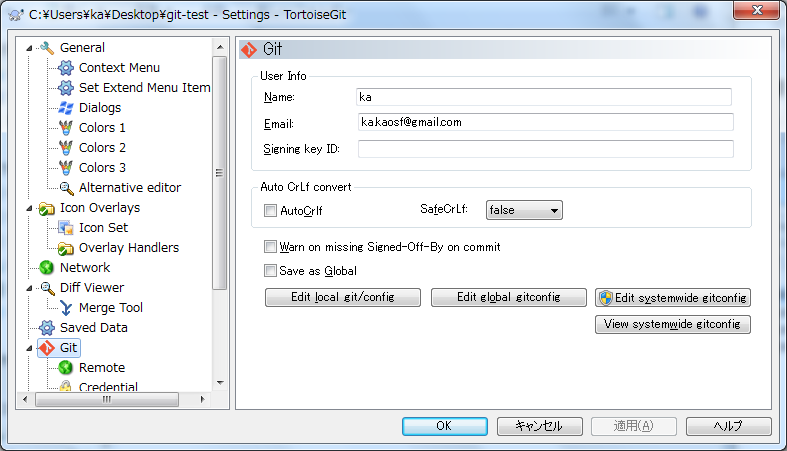 C:¥Users¥ka¥Desktop¥git-test - Settings - TortoiseGit
General
Context Menu
Set Extend Menu Item
Dialogs
Colors 1
Colors 2
Colors 3
Alternative editor
Icon Overlays
Icon Set
Overlay Handlers
Network
Diff Viewer
Merge Tool
Saved Data
Git
Remote
Credential
Git
User Info
Name:
ka
Email:
ka.kaosf@gmail.com
Signing key ID:
Auto CrLf convert
AutoCrlf
SafeCrLf:
false
Warn on missing Signed-Off-By on commit
Save as Global
Edit local git/config
Edit global gitconfig
Edit systemwide gitconfig
View systemwide gitconfig
OK
キャンセル
適用(A)
ヘルプ